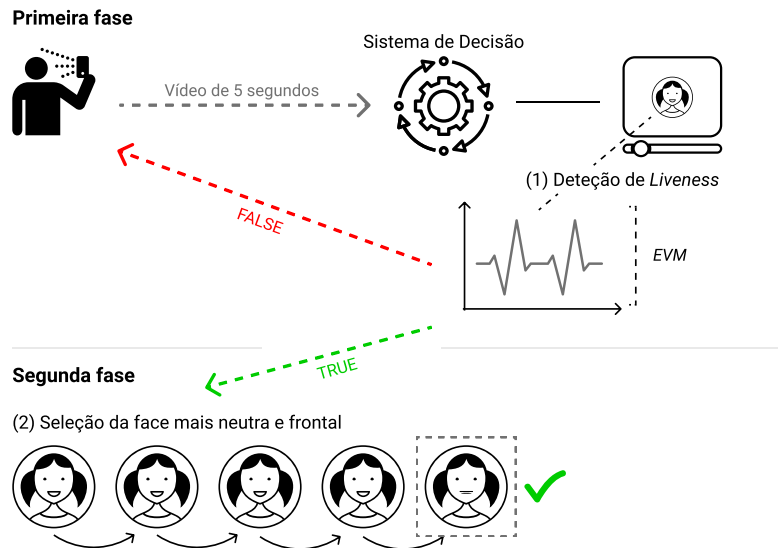 Primeira fase
Sistema de Decisão
Vídeo de 5 segundos
(1) Deteção de Liveness
FALSE
EVM
TRUE
Segunda fase
(2) Seleção da face mais neutra e frontal